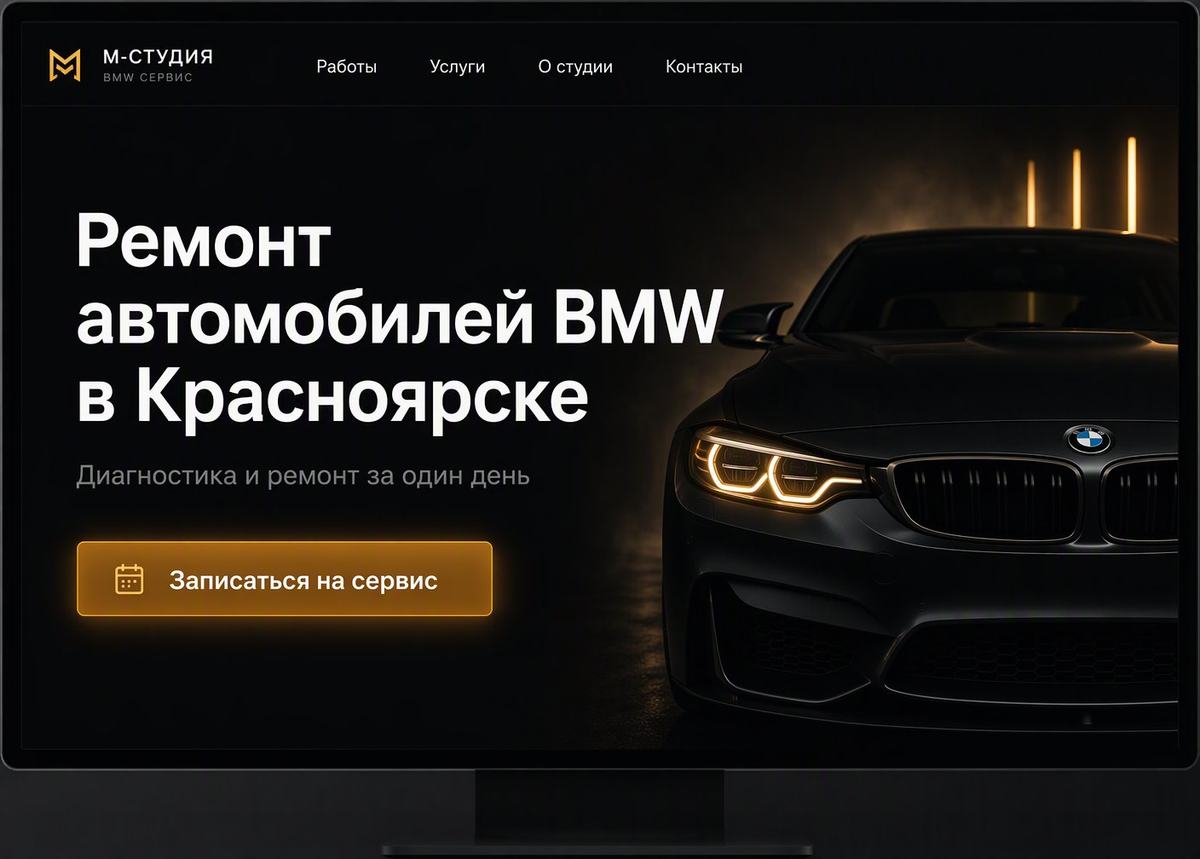 М-СТУДИЯ
BMW СЕРВИС
Работы
Услуги
О студии
Контакты
Ремонт
автомобилей BMW
в Красноярске
Диагностика и ремонт за один день
Записаться на сервис